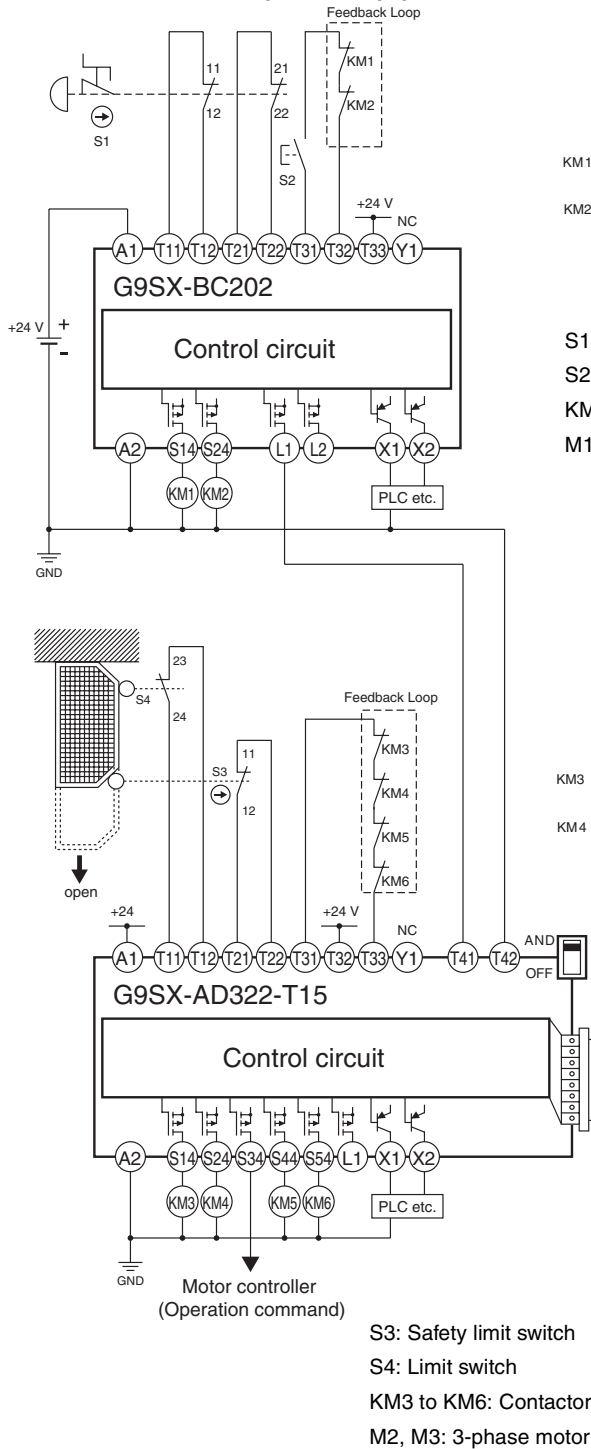 Feedback Loop
KM1
11
21
KM2
12
22
S1
S2
KM1
+24 V
NC
KM2
A1
T11
T12
T21
T22
T31
T32
T33
Y1
G9SX-BC202
+24 V
+
-
Control circuit
S1
S2
KM
M1
A2
S14
S24
L1
L2
X1
X2
KM1
KM2
PLC etc.
GND
23
S4
24
Feedback Loop
11
S3
KM3
12
KM4
KM3
KM5
KM4
KM6
open
+24
+24 V
NC
AND
A1
T11
T12
T21
T22
T31
T32
T33
Y1
T41
T42
OFF
G9SX-AD322-T15
Control circuit
A2
S14
S24
S34
S44
S54
L1
X1
X2
KM3
KM4
KM5
KM6
PLC etc.
GND
Motor controller
(Operation command)
S3: Safety limit switch
S4: Limit switch
KM3 to KM6: Contactor
M2, M3: 3-phase motor